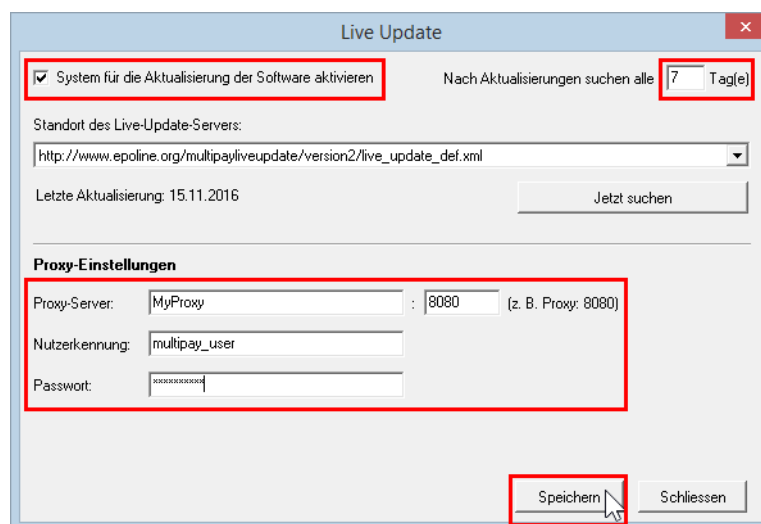 Live Update
System für die Aktualisierung der Software aktivieren Nach Aktualisierungen suchen alle 7 Tag(e)
Standort des Live-Update-Servers:
http://www.epoline.org/multipayliveupdate/version2/live_update_def.xml
Letzte Aktualisierung: 15.11.2016 Jetzt suchen
Proxy-Einstellungen
Proxy-Server: MyProxy : 8080 (z. B. Proxy: 8080)
Nutzerkennung: multipay_user
Passwort: xxxxxxxxxx
Speichern Schliessen